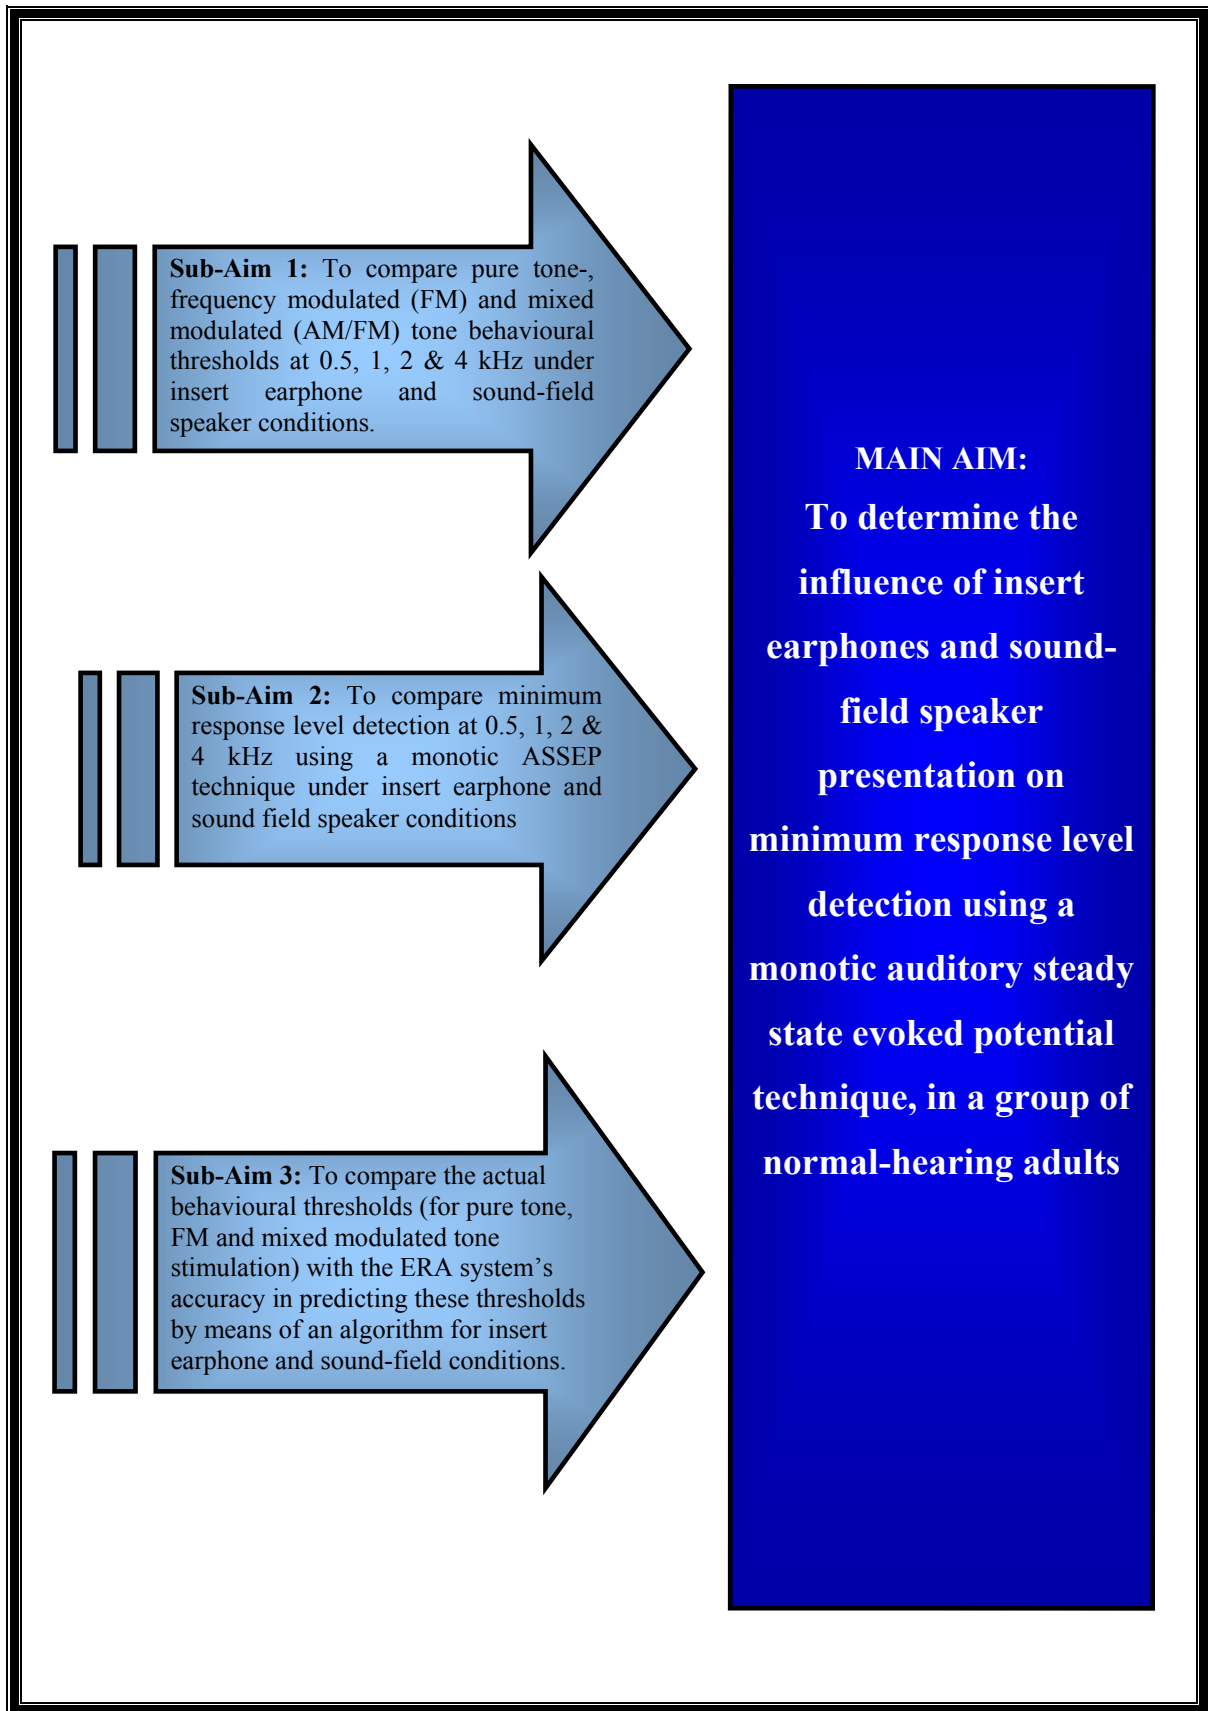 Sub-Aim 1: To compare pure tone-,
frequency modulated (FM) and mixed
modulated (AM/FM) tone behavioural
thresholds at 0.5, 1, 2 & 4 kHz under
insert earphone and sound-field
speaker conditions.
Sub-Aim 2: To compare minimum
response level detection at 0.5, 1, 2 &
4 kHz using a monotic ASSEP
technique under insert earphone and
sound field speaker conditions
Sub-Aim 3: To compare the actual
behavioural thresholds (for pure tone,
FM and mixed modulated tone
stimulation) with the ERA system’s
accuracy in predicting these thresholds
by means of an algorithm for insert
earphone and sound-field conditions.
MAIN AIM:
To determine the
influence of insert
earphones and sound-
field speaker
presentation on
minimum response level
detection using a
monotic auditory steady
state evoked potential
technique, in a group of
normal-hearing adults